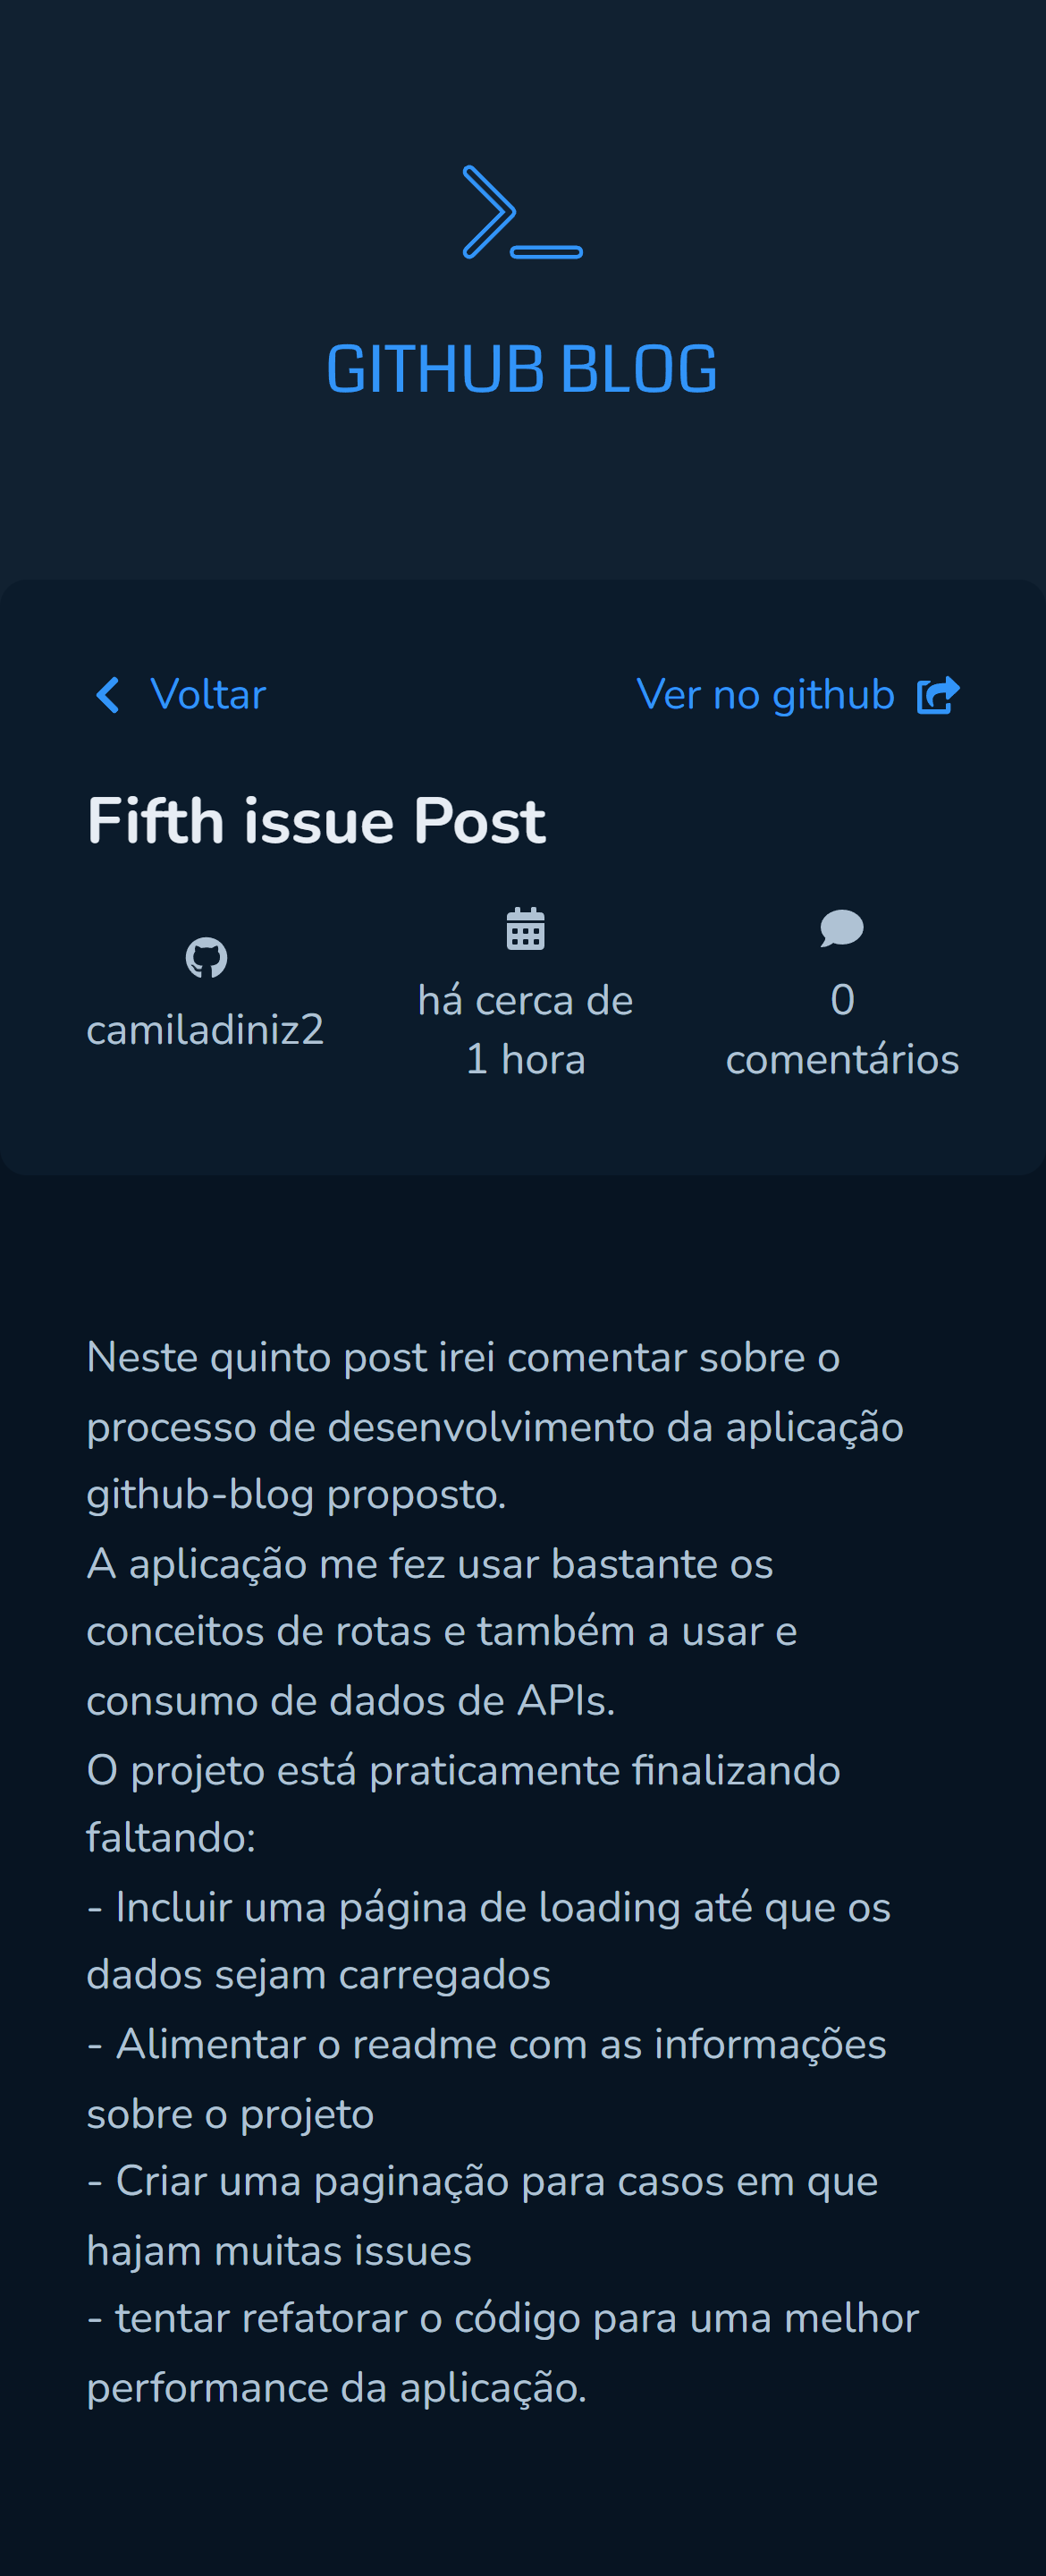 GITHUB BLOG
Voltar
Ver no github
Fifth issue Post
camiladiniz2
há cerca de
1 hora
0
comentários
Neste quinto post irei comentar sobre o
processo de desenvolvimento da aplicação
github-blog proposto.
A aplicação me fez usar bastante os
conceitos de rotas e também a usar e
consumo de dados de APIs.
O projeto está praticamente finalizando
faltando:
- Incluir uma página de loading até que os
dados sejam carregados
- Alimentar o readme com as informações
sobre o projeto
- Criar uma paginação para casos em que
hajam muitas issues
- tentar refatorar o código para uma melhor
performance da aplicação.